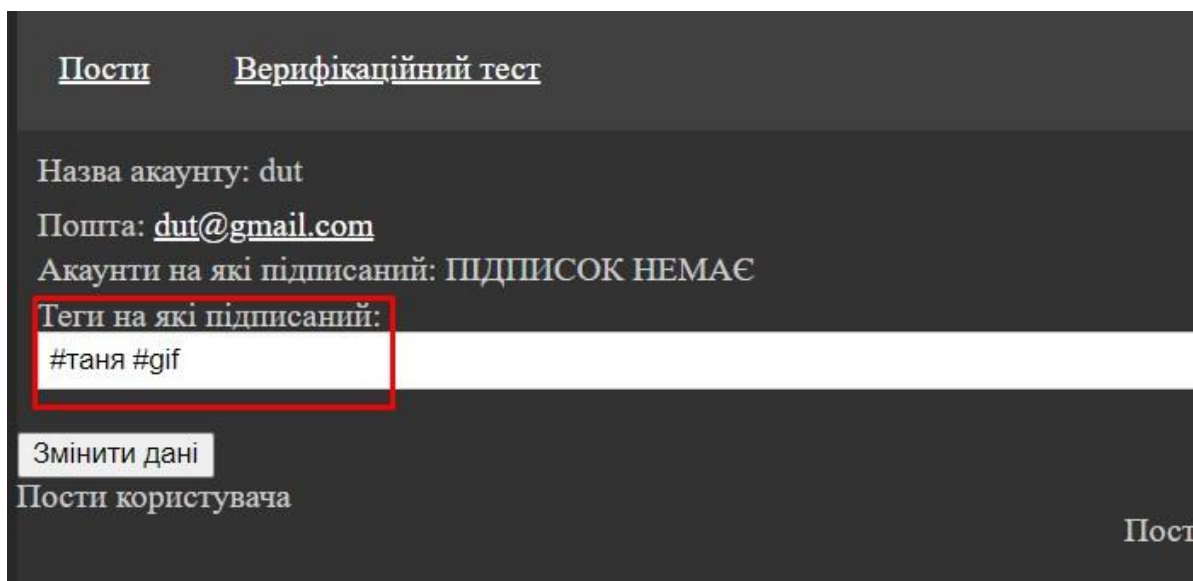 Пости Верифікаційний тест
Назва акаунту: dut
Пошта: dut@gmail.com
Акаунти на які підписаний: ПІДПИСОК НЕМАЄ
Теги на які підписаний:
#таня #gif
Змінити дані
Пости користувача
Пост